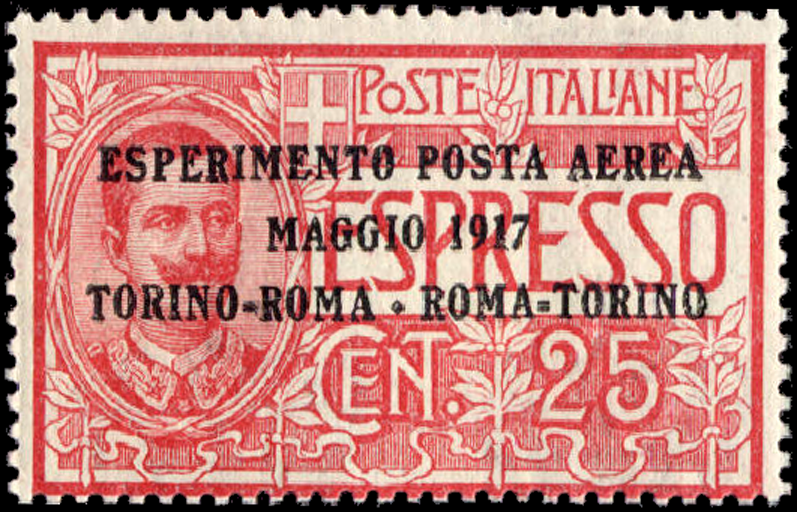 POSTE ITALIANE
ESPERIMENTO POSTA AEREA
ESPRESSO
MAGGIO 1917
TORINO-ROMA • ROMA-TORINO
CENT. 25